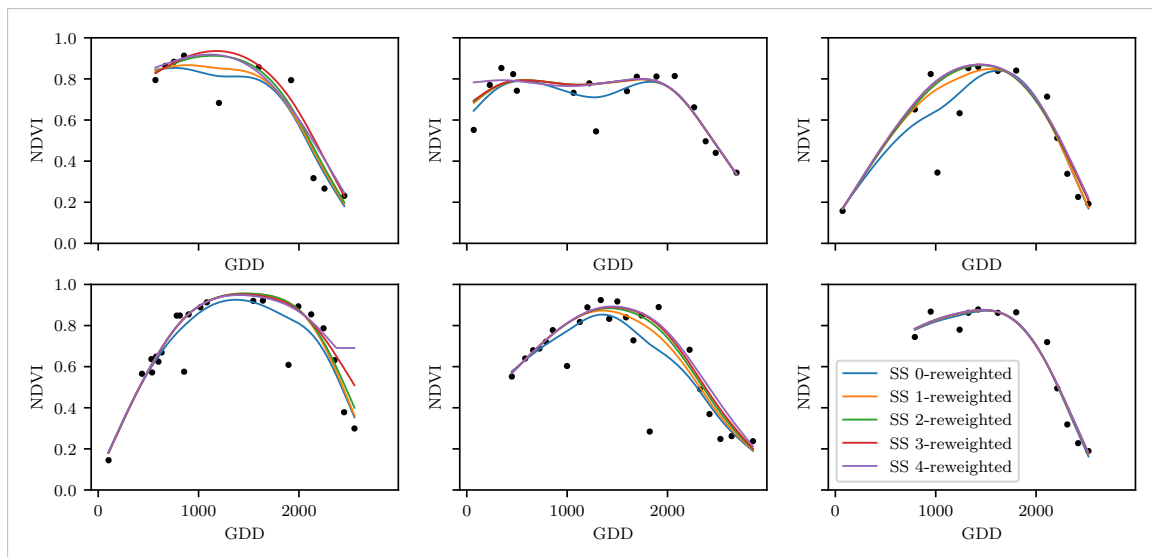 1.0
0.8
0.6
0.4
0.2
0.0
NDVI
GDD
NDVI
GDD
NDVI
GDD
1.0
0.8
0.6
0.4
0.2
0.0
NDVI
0 1000 2000
GDD
NDVI
0 1000 2000
GDD
NDVI
0 1000 2000
GDD
SS 0-reweighted
SS 1-reweighted
SS 2-reweighted
SS 3-reweighted
SS 4-reweighted